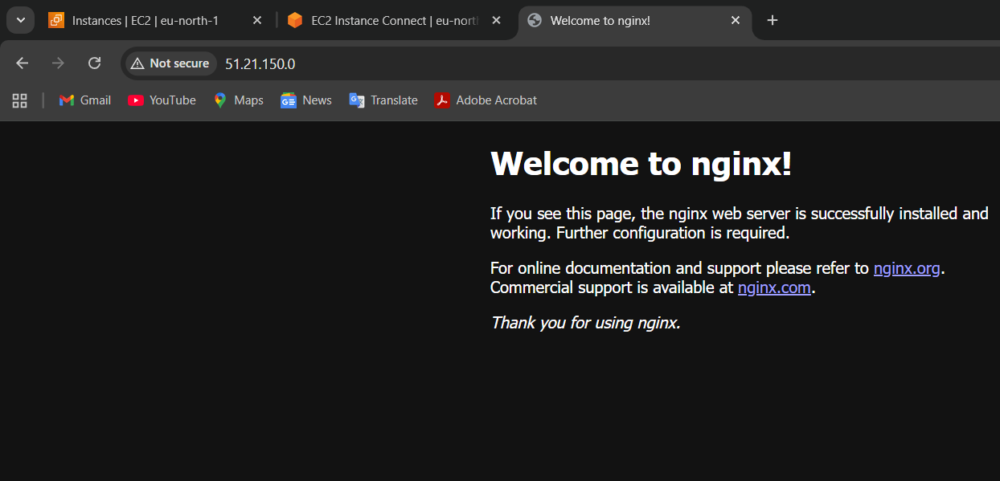 Instances | EC2 | eu-north-1
EC2 Instance Connect | eu-nort
Welcome to nginx!
Not secure
51.21.150.0
Gmail
YouTube
Maps
News
Translate
Adobe Acrobat
Welcome to nginx!
If you see this page, the nginx web server is successfully installed and
working. Further configuration is required.
For online documentation and support please refer to nginx.org.
Commercial support is available at nginx.com.
Thank you for using nginx.